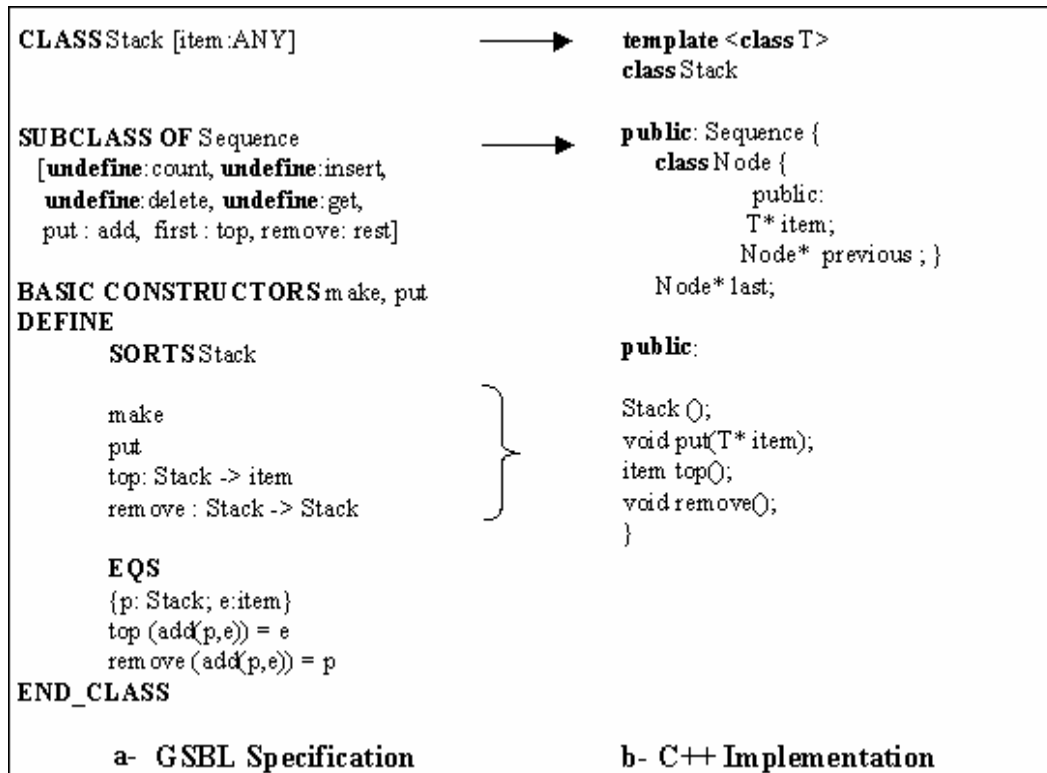 CLASS Stack [item:ANY]
SUBCLASS OF Sequence
[undefine:count, undefine:insert,
undefine:delete, undefine:get,
put : add, first : top, remove: rest]
BASIC CONSTRUCTORS make, put
DEFINE
SORTS Stack
make
put
top: Stack -> item
remove : Stack -> Stack
EQS
{p: Stack; e:item}
top (add(p,e)) = e
remove (add(p,e)) = p
END_CLASS
a- GSBL Specification
template <class T>
class Stack
public: Sequence {
class Node {
public:
T* item;
Node* previous ; }
Node* last;
public:
Stack ();
void put(T* item);
item top();
void remove();
}
b- C++ Implementation